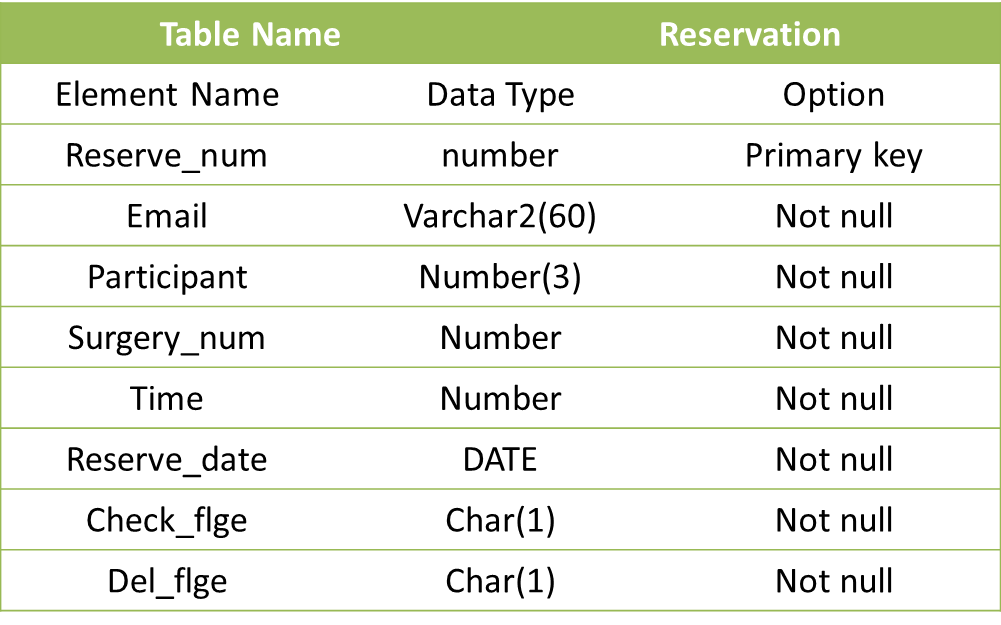 Table Name Reservation
Element Name Data Type Option
Reserve_num number Primary key
Email Varchar2(60) Not null
Participant Number(3) Not null
Surgery_num Number Not null
Time Number Not null
Reserve_date DATE Not null
Check_flge Char(1) Not null
Del_flge Char(1) Not null